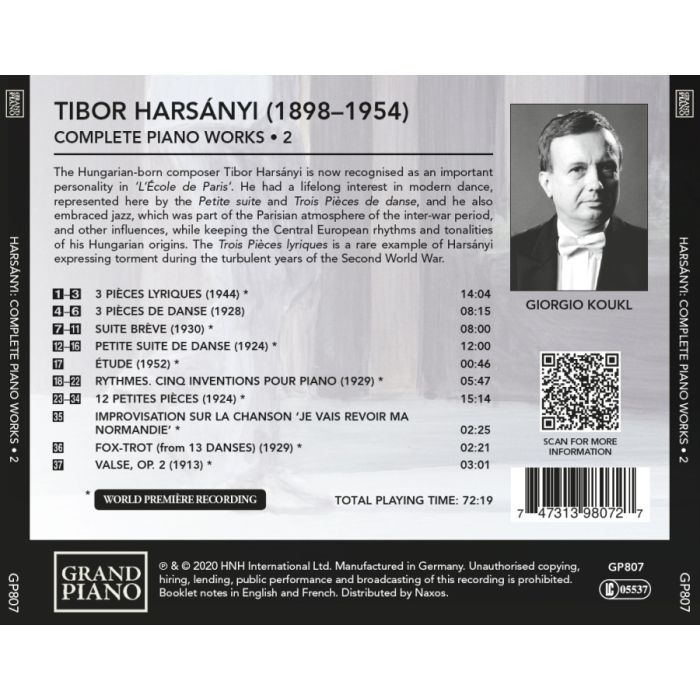 GRAND
PIANO
HARSÁNYI: COMPLETE PIANO WORKS • 2
GP807
TIBOR HARSÁNYI (1898–1954)
COMPLETE PIANO WORKS • 2
The Hungarian-born composer Tibor Harsányi is now recognised as an important
personality in ‘L’École de Paris’. He had a lifelong interest in modern dance,
represented here by the Petite suite and Trois Pièces de danse, and he also
embraced jazz, which was part of the Parisian atmosphere of the inter-war period,
and other influences, while keeping the Central European rhythms and tonalities
of his Hungarian origins. The Trois Pièces lyriques is a rare example of Harsányi
expressing torment during the turbulent years of the Second World War.
GIORGIO KOUKL
1–3 3 PIÈCES LYRIQUES (1944) * 14:04
4–6 3 PIÈCES DE DANSE (1928) 08:15
7–11 SUITE BRÈVE (1930) * 08:00
12–16 PETITE SUITE DE DANSE (1924) * 12:00
17 ÉTUDE (1952) * 00:46
18–22 RYTHMES. CINQ INVENTIONS POUR PIANO (1929) * 05:47
23–34 12 PETITES PIÈCES (1924) * 15:14
35 IMPROVISATION SUR LA CHANSON ‘JE VAIS REVOIR MA
NORMANDIE’ * 02:25
36 FOX-TROT (from 13 DANSES) (1929) * 02:21
37 VALSE, OP. 2 (1913) * 03:01
* WORLD PREMIÈRE RECORDING
TOTAL PLAYING TIME: 72:19
SCAN FOR MORE
INFORMATION
7 47313 98072 7
GRAND
PIANO
℗ & © 2020 HNH International Ltd. Manufactured in Germany. Unauthorised copying,
hiring, lending, public performance and broadcasting of this recording is prohibited.
Booklet notes in English and French. Distributed by Naxos.
GP807
LC 05537
GRAND
PIANO
HARSÁNYI: COMPLETE PIANO WORKS • 2
GP807